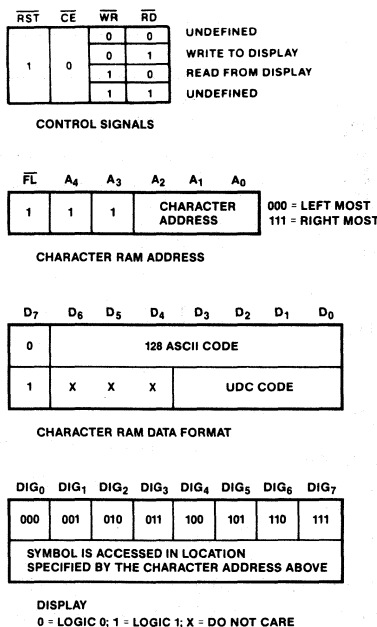 RST CE WR RD
0 0 UNDEFINED
1 0 0 1 WRITE TO DISPLAY
1 0 READ FROM DISPLAY
1 1 UNDEFINED
CONTROL SIGNALS
FL A4 A3 A2 A1 A0
1 1 1 CHARACTER ADDRESS 000 = LEFT MOST
111 = RIGHT MOST
CHARACTER RAM ADDRESS
D7 D6 D5 D4 D3 D2 D1 D0
0 128 ASCII CODE
1 X X X UDC CODE
CHARACTER RAM DATA FORMAT
DIG0 DIG1 DIG2 DIG3 DIG4 DIG5 DIG6 DIG7
000 001 010 011 100 101 110 111
SYMBOL IS ACCESSED IN LOCATION
SPECIFIED BY THE CHARACTER ADDRESS ABOVE
DISPLAY
0 = LOGIC 0; 1 = LOGIC 1; X = DO NOT CARE